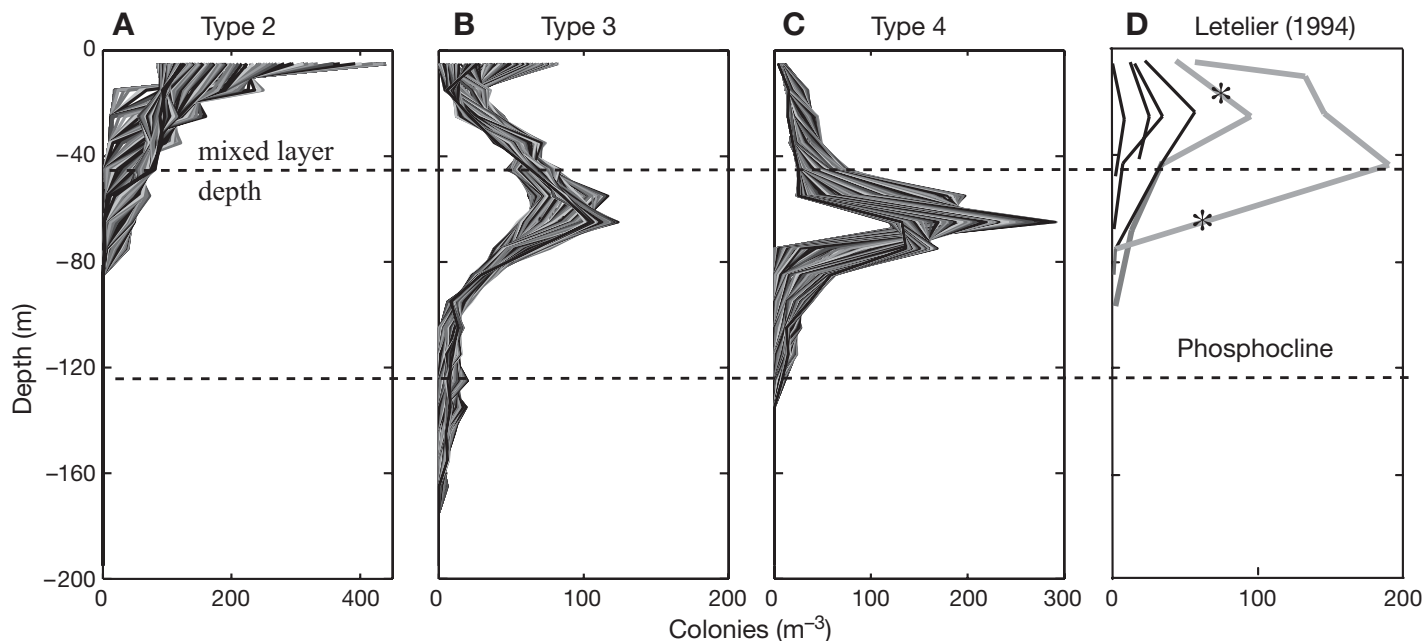 A Type 2
B Type 3
C Type 4
D Letelier (1994)
0
−40
−80
−120
−160
−200
Depth (m)
mixed layer
depth
*
*
Phosphocline
0 200 400
0 100 200
0 100 200 300
0 100 200
Colonies (m⁻³)